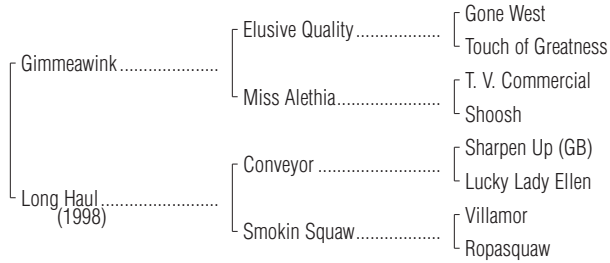 Gone West
Elusive Quality
Touch of Greatness
Gimmeawink
T. V. Commercial
Miss Alethia
Shoosh
Sharpen Up (GB)
Conveyor
Lucky Lady Ellen
Long Haul
(1998)
Villamor
Smokin Squaw
Ropasquaw